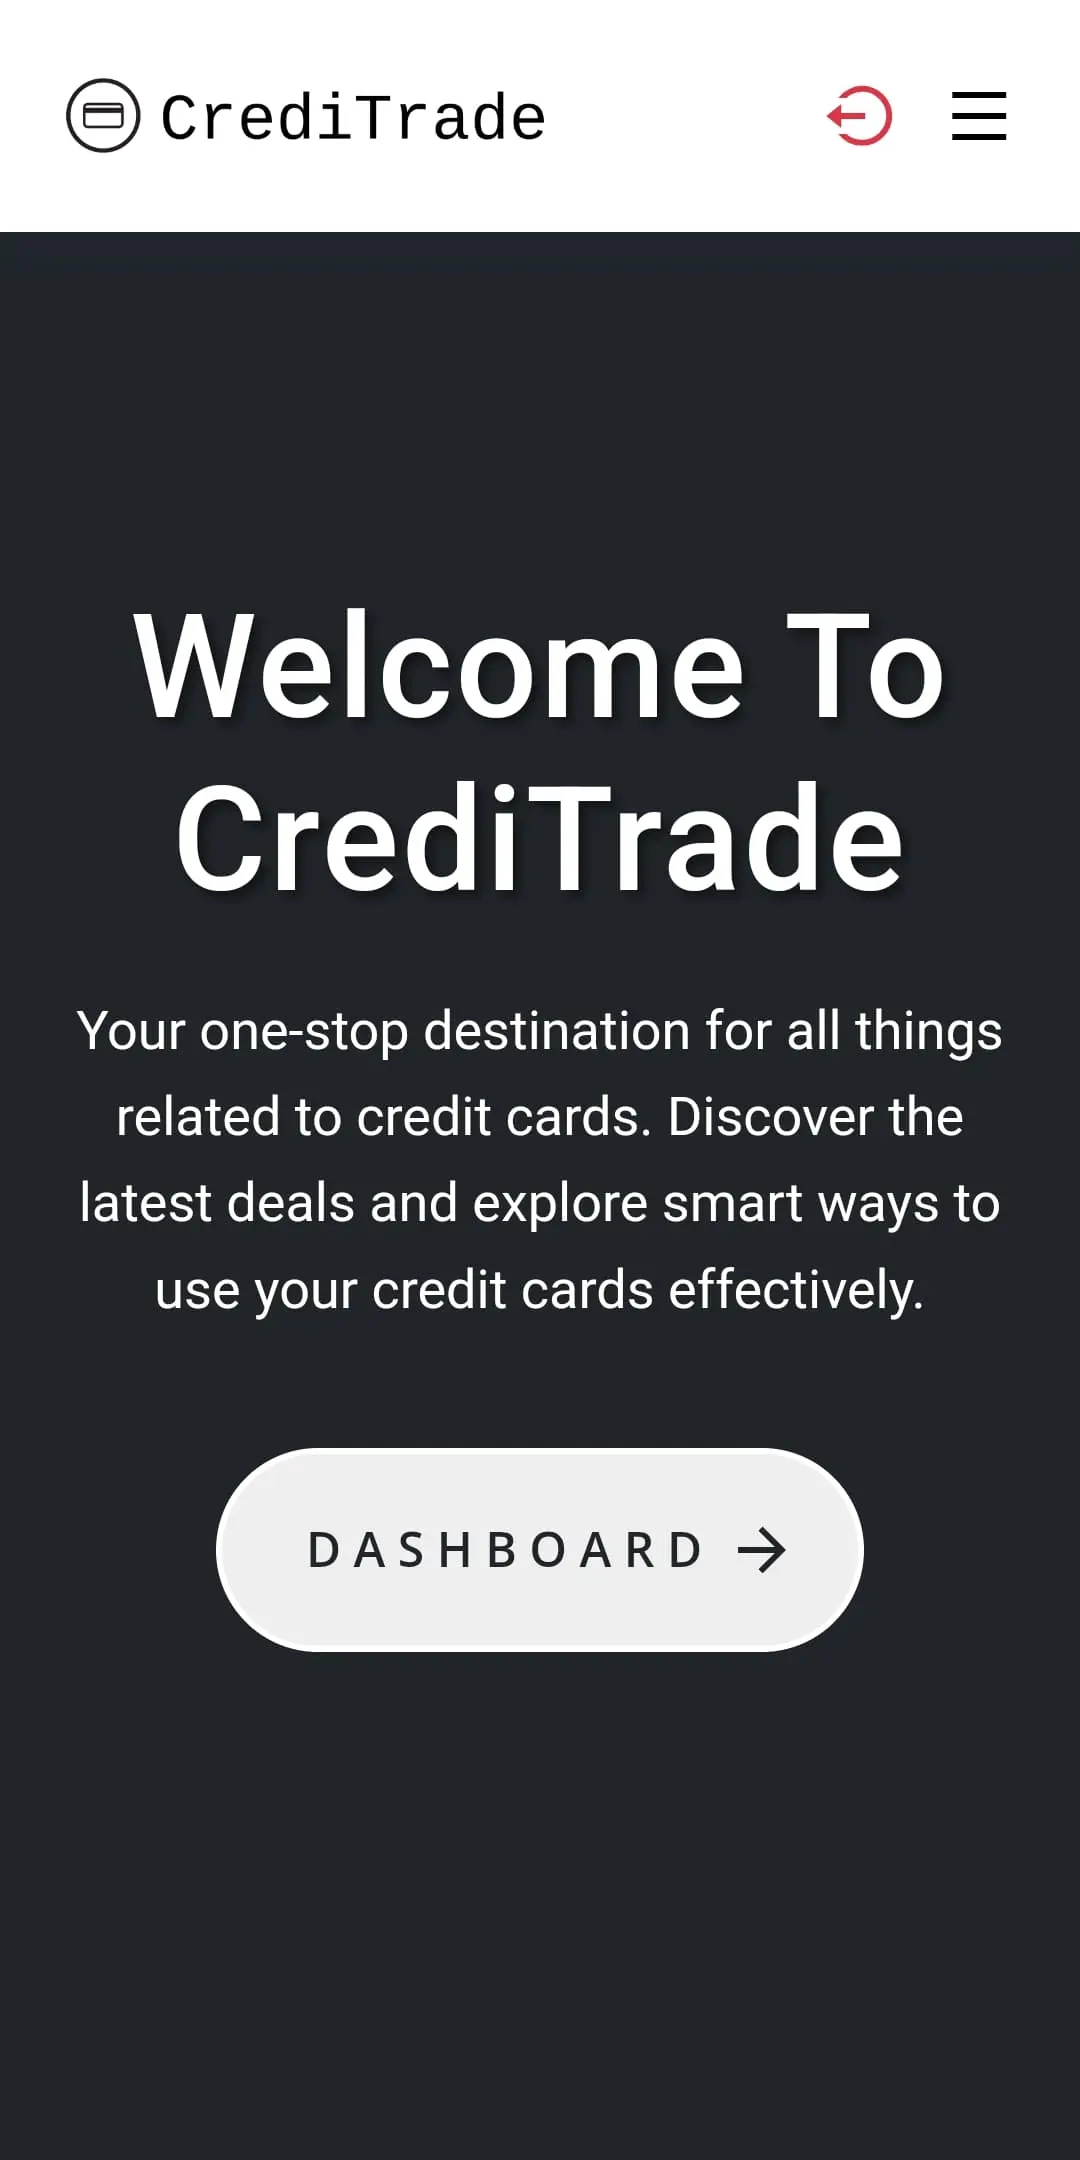 CrediTrade
Welcome To
CrediTrade
Your one-stop destination for all things
related to credit cards. Discover the
latest deals and explore smart ways to
use your credit cards effectively.
DASHBOARD